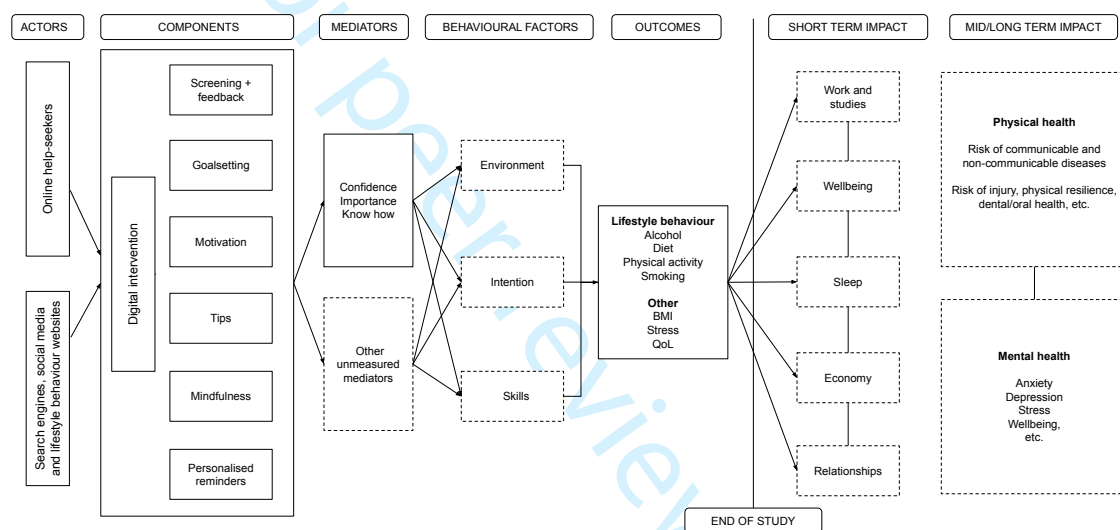 ACTORS
COMPONENTS
MEDIATORS
BEHAVIOURAL FACTORS
OUTCOMES
SHORT TERM IMPACT
MID/LONG TERM IMPACT
Online help-seekers
Search engines, social media
and lifestyle behaviour websites
Digital intervention
Screening +
feedback
Goalsetting
Motivation
Tips
Mindfulness
Personalised
reminders
Confidence
Importance
Know how
Other
unmeasured
mediators
Environment
Intention
Skills
Lifestyle behaviour
Alcohol
Diet
Physical activity
Smoking
Other
BMI
Stress
QoL
Work and
studies
Wellbeing
Sleep
Economy
Relationships
Physical health
Risk of communicable and
non-communicable diseases
Risk of injury, physical resilience,
dental/oral health, etc.
Mental health
Anxiety
Depression
Stress
Wellbeing,
etc.
END OF STUDY
r peer review